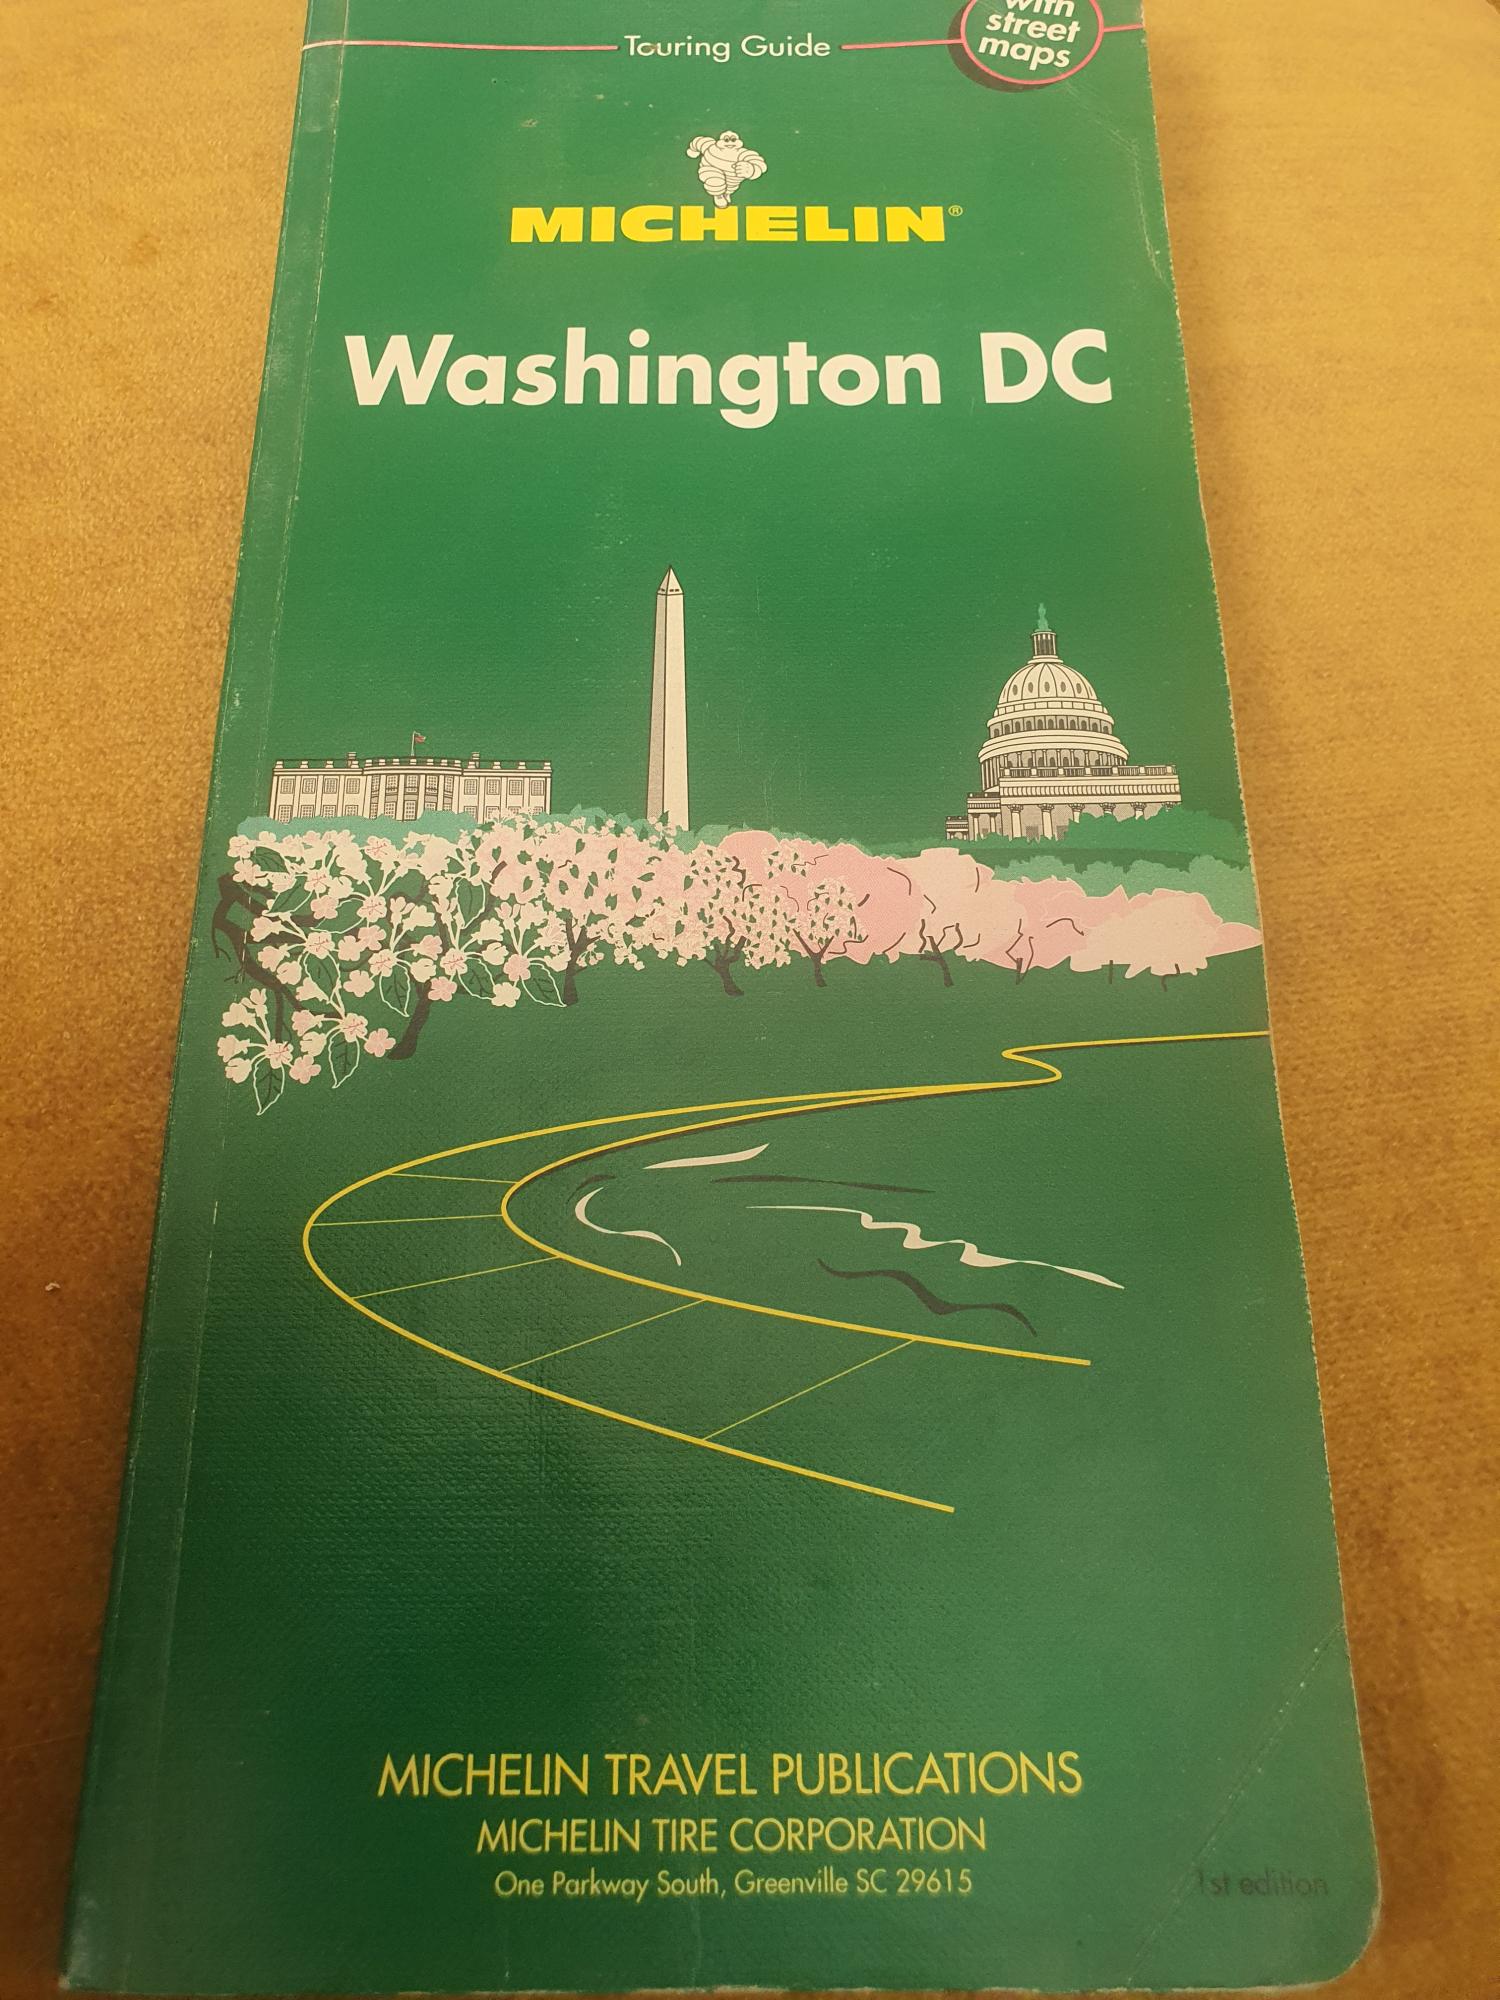 with
street
maps
Touring Guide
MICHELIN®
Washington DC
MICHELIN TRAVEL PUBLICATIONS
MICHELIN TIRE CORPORATION
One Parkway South, Greenville SC 29615
1st edition